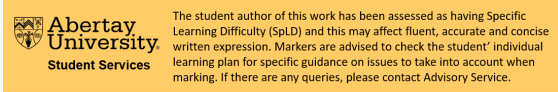 Abertay
University.
Student Services
The student author of this work has been assessed as having Specific
Learning Difficulty (SpLD) and this may affect fluent, accurate and concise
written expression. Markers are advised to check the student' individual
learning plan for specific guidance on issues to take into account when
marking. If there are any queries, please contact Advisory Service.